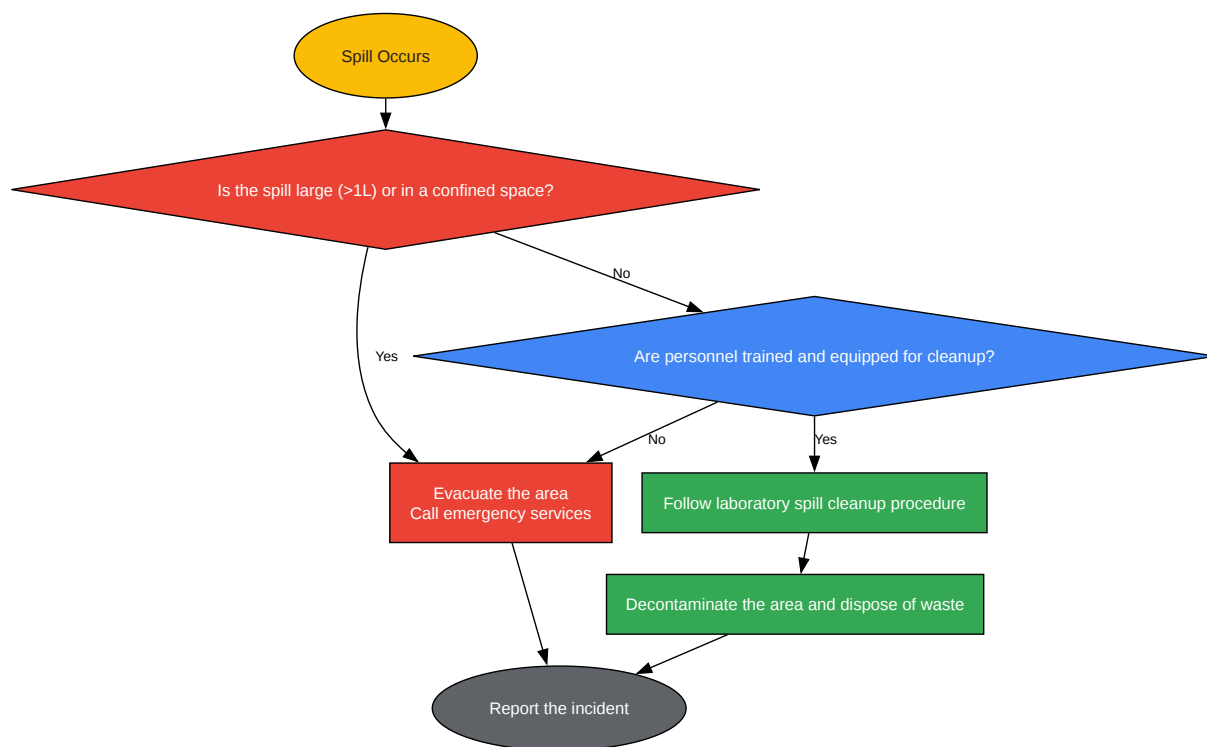 Spill Occurs
Is the spill large (>1L) or in a confined space?
No
Yes
Are personnel trained and equipped for cleanup?
No
Yes
Evacuate the area
Call emergency services
Follow laboratory spill cleanup procedure
Decontaminate the area and dispose of waste
Report the incident